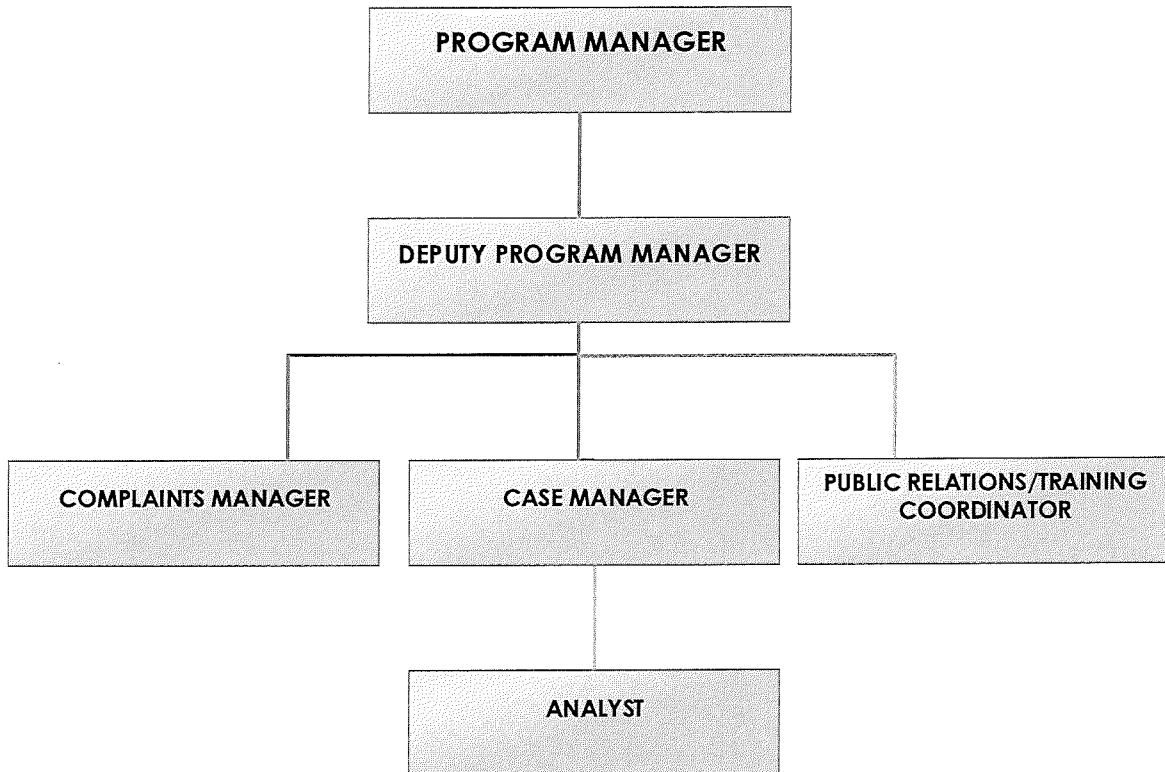 PROGRAM MANAGER
DEPUTY PROGRAM MANAGER
COMPLAINTS MANAGER
CASE MANAGER
PUBLIC RELATIONS/TRAINING
COORDINATOR
ANALYST